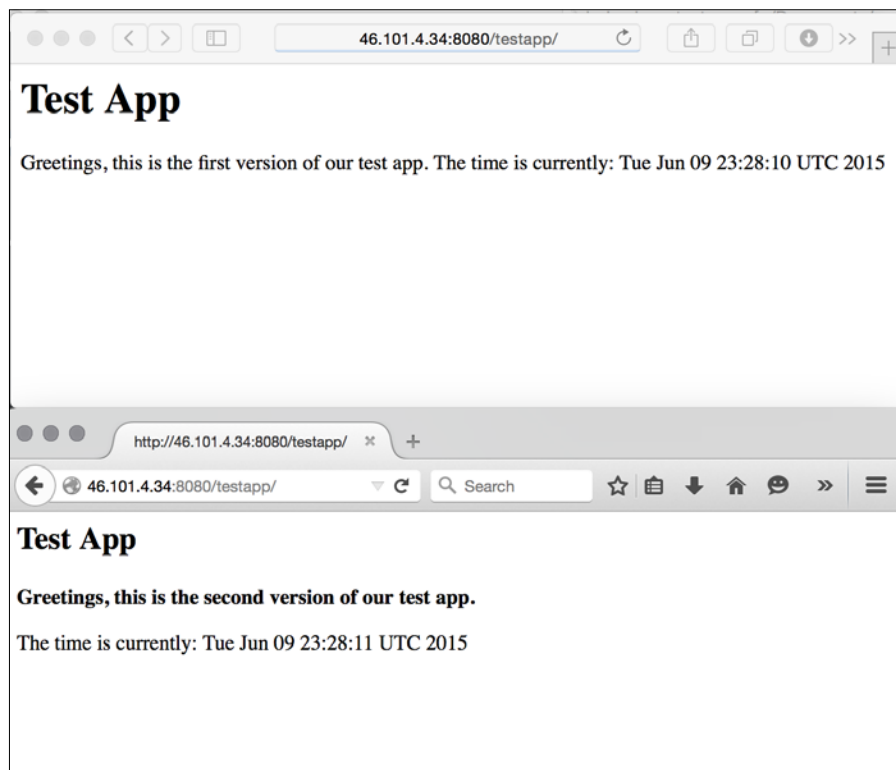 46.101.4.34:8080/testapp/
Test App
Greetings, this is the first version of our test app. The time is currently: Tue Jun 09 23:28:10 UTC 2015
http://46.101.4.34:8080/testapp/
46.101.4.34:8080/testapp/
Search
Test App
Greetings, this is the second version of our test app.
The time is currently: Tue Jun 09 23:28:11 UTC 2015